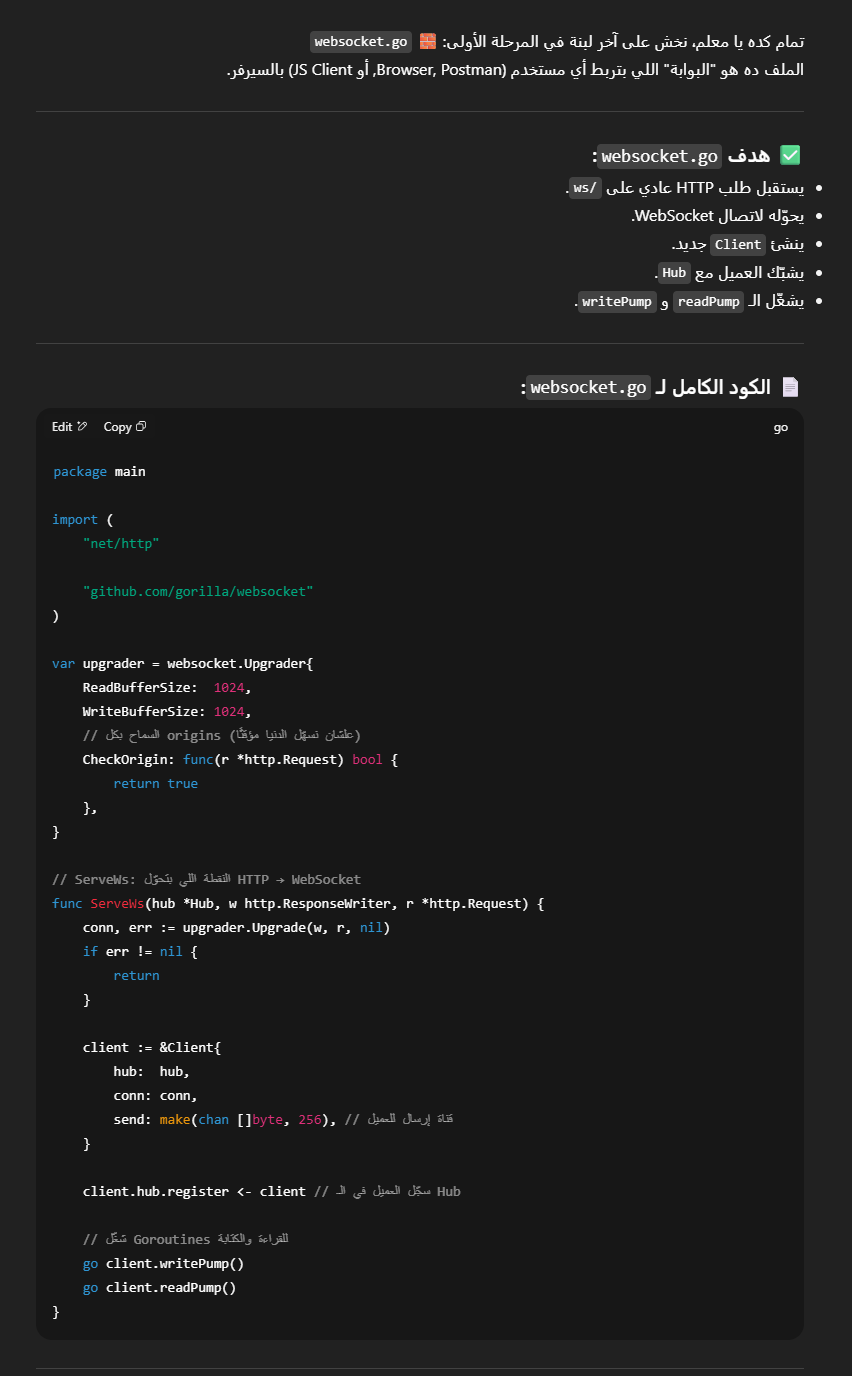 تمام كده يا معلم، نخش على آخر لبنة في المرحلة الأولى: 🧱 websocket.go
الملف ده هو "البوابة" اللي بتربط أي مستخدم (Browser, Postman, أو JS Client) بالسيرفر.
✅ هدف websocket.go:
يستقبل طلب HTTP عادي على /ws.
يحوّله لاتصال WebSocket.
ينشئ Client جديد.
يشبّك العميل مع Hub.
يشغّل الـ readPump و writePump.
📄 الكود الكامل لـ websocket.go:
Edit Copy go
package main
import (
    "net/http"
    "github.com/gorilla/websocket"
)
var upgrader = websocket.Upgrader{
    ReadBufferSize:  1024,
    WriteBufferSize: 1024,
    // السماح بكل origins (علشان نسهّل الدنيا مؤقتًا)
    CheckOrigin: func(r *http.Request) bool {
        return true
    },
}
// ServeWs: النقطة اللي بتحوّل HTTP → WebSocket
func ServeWs(hub *Hub, w http.ResponseWriter, r *http.Request) {
    conn, err := upgrader.Upgrade(w, r, nil)
    if err != nil {
        return
    }
    client := &Client{
        hub:  hub,
        conn: conn,
        send: make(chan []byte, 256), // قناة إرسال للعميل
    }
    client.hub.register <- client // سجّل العميل في الـ Hub
    // شغّل Goroutines للقراءة والكتابة
    go client.writePump()
    go client.readPump()
}